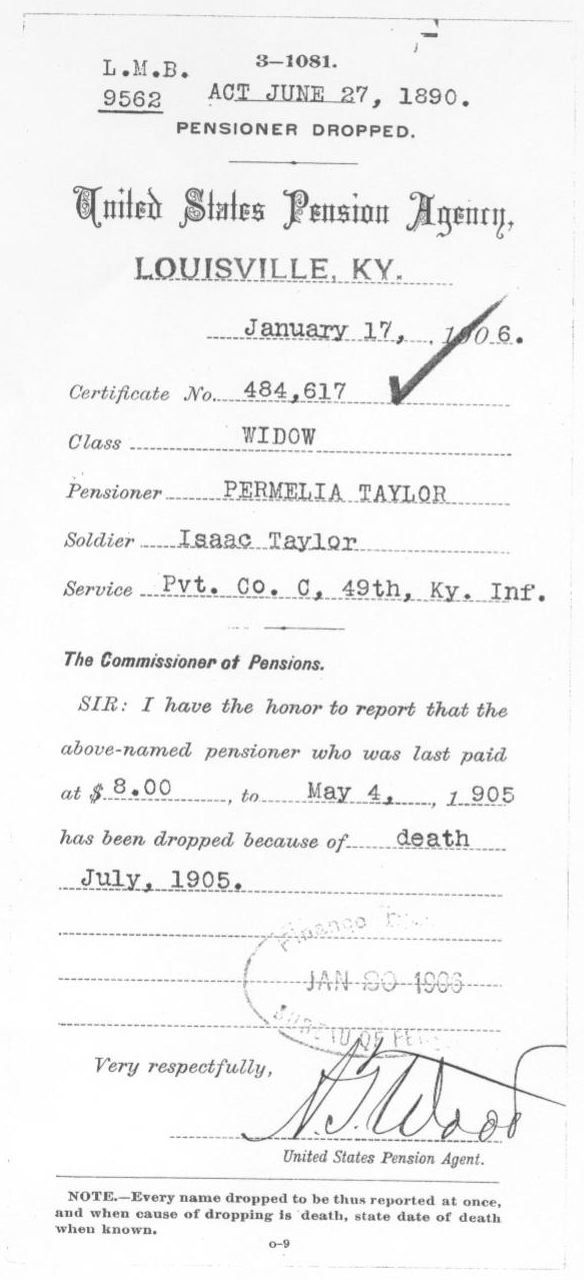 L.M.B.
3—1081.
9562
ACT JUNE 27, 1890.
PENSIONER DROPPED.
United States Pension Agency,
LOUISVILLE, KY.
January 17, 1906.
Certificate No. 484,617
Class WIDOW
Pensioner PERMELIA TAYLOR
Soldier Isaac Taylor
Service Pvt. Co. C, 49th, Ky. Inf.
The Commissioner of Pensions.
SIR: I have the honor to report that the
above-named pensioner who was last paid
at $ 8.00, to May 4, , 1905
has been dropped because of death
July, 1905.
Finance
JAN 1906
BUREAU OF
Very respectfully,
Wood
United States Pension Agent.
NOTE.—Every name dropped to be thus reported at once,
and when cause of dropping is death, state date of death
when known.
o-9